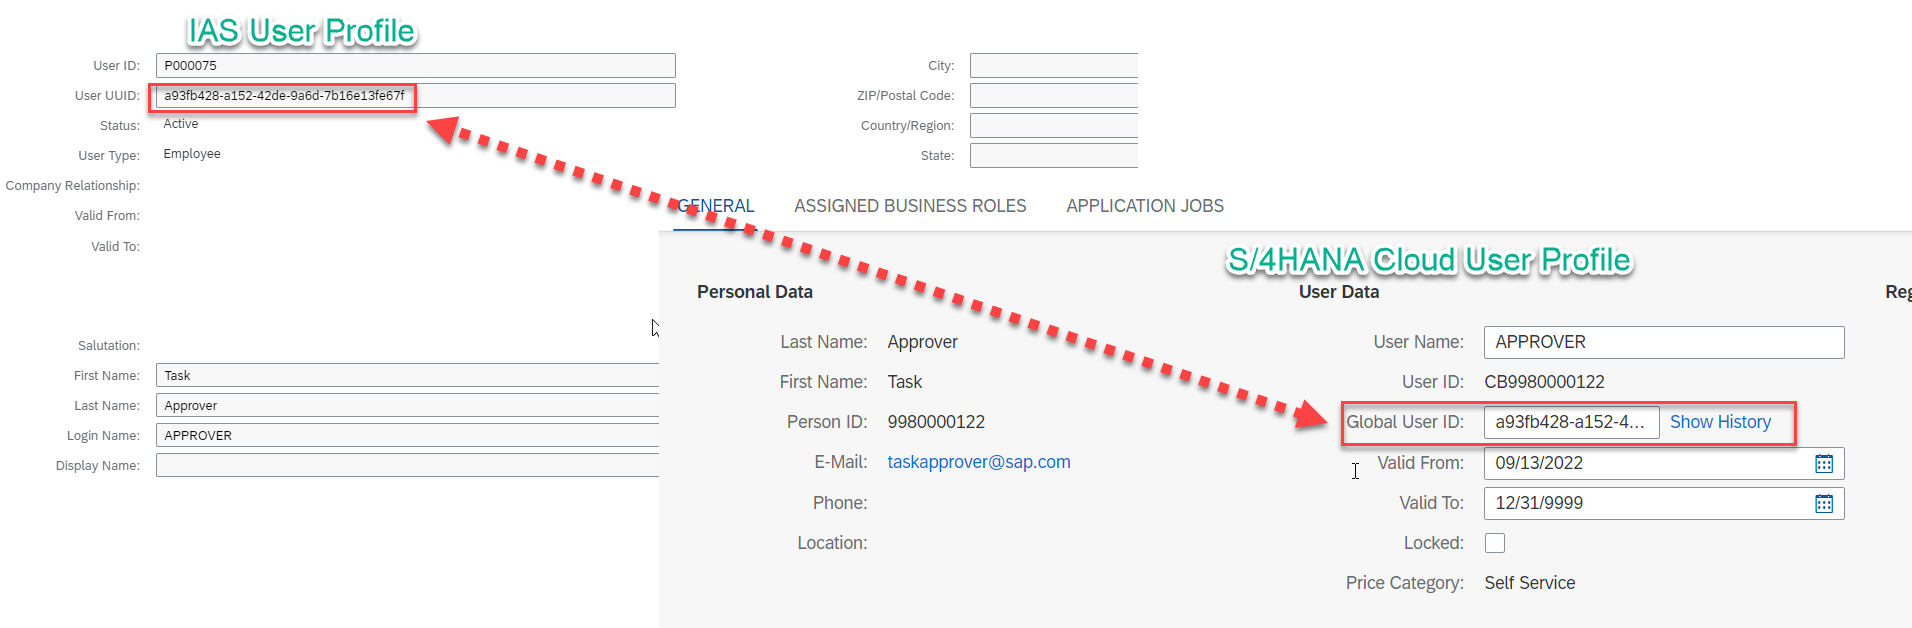 IAS User Profile
User ID: P000075
User UUID: a93fb428-a152-42de-9a6d-7b16e13fe67f
Status: Active
User Type: Employee
Company Relationship:
Valid From:
Valid To:
Salutation:
First Name: Task
Last Name: Approver
Login Name: APPROVER
Display Name:
City:
ZIP/Postal Code:
Country/Region:
State:
GENERAL ASSIGNED BUSINESS ROLES APPLICATION JOBS
S/4HANA Cloud User Profile
Personal Data
Last Name: Approver
First Name: Task
Person ID: 9980000122
E-Mail: taskapprover@sap.com
Phone:
Location:
User Data
User Name: APPROVER
User ID: CB9980000122
Global User ID: a93fb428-a152-4... Show History
Valid From: 09/13/2022
Valid To: 12/31/9999
Locked:
Price Category: Self Service
Reg